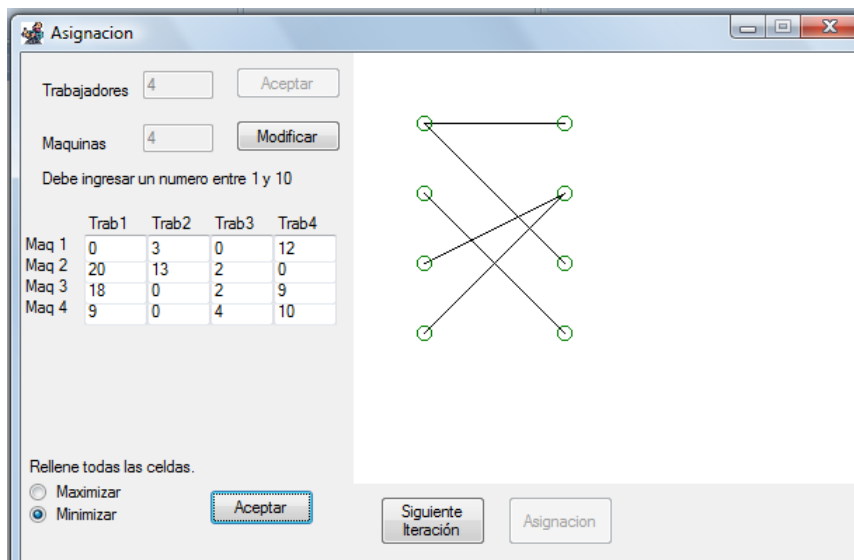 Asignacion
Trabajadores 4 Aceptar
Maquinas 4 Modificar
Debe ingresar un numero entre 1 y 10
Trab1 Trab2 Trab3 Trab4
Maq 1 0 3 0 12
Maq 2 20 13 2 0
Maq 3 18 0 2 9
Maq 4 9 0 4 10
Rellene todas las celdas.
Maximizar
Minimizar
Aceptar
Siguiente
Iteración
Asignacion